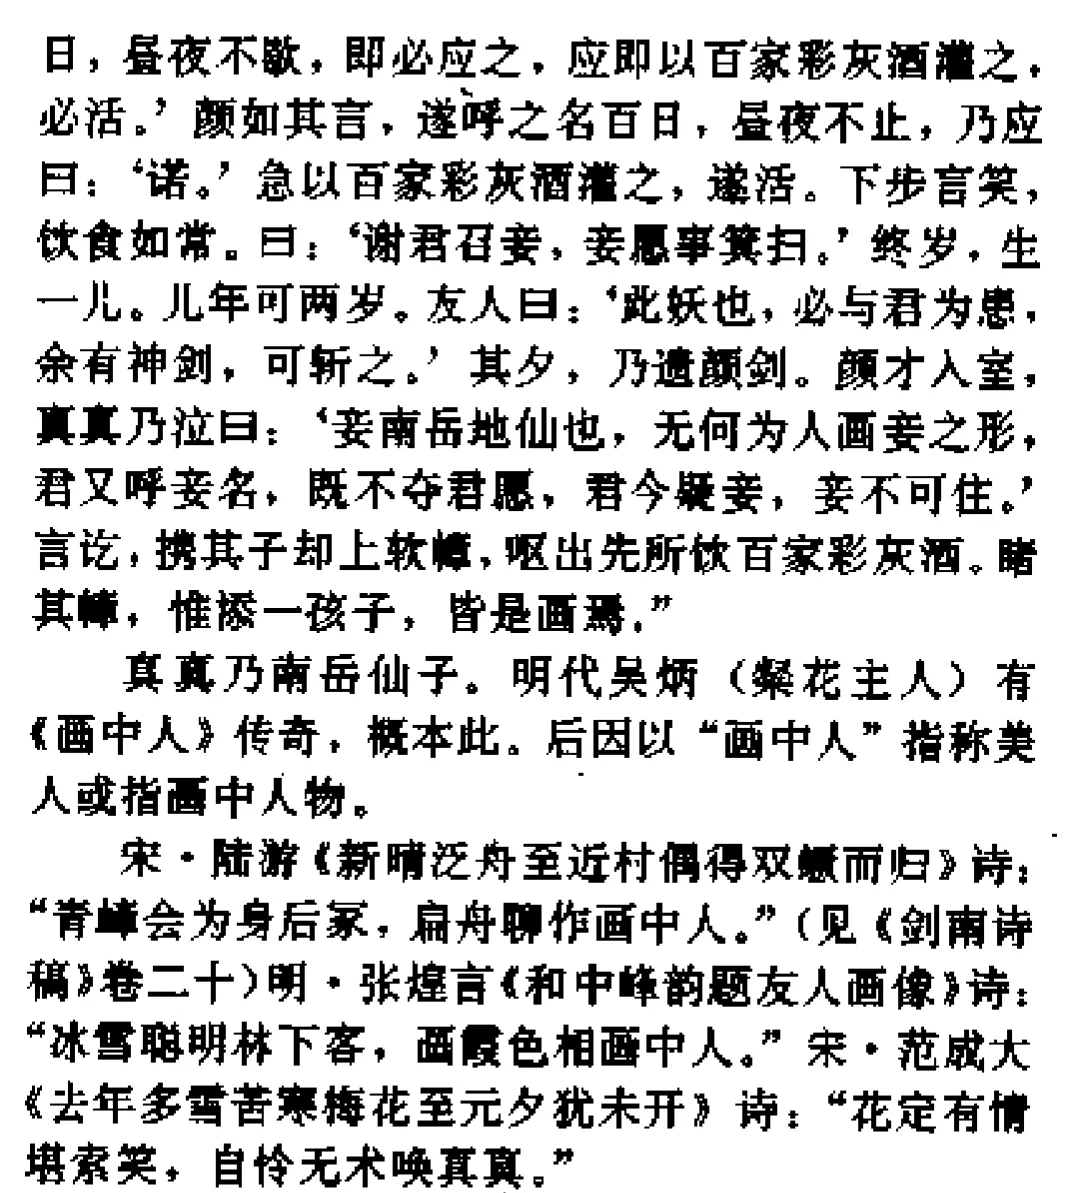 日，昼夜不歇，即必应之，应即以百家彩灰酒灌之，
必活。’颜如其言，遂呼之名百日，昼夜不止，乃应
曰：‘诺。’急以百家彩灰酒灌之，遂活。下步言笑，
饮食如常。曰：‘谢君召妾，妾愿事箕扫。’终岁，生
一儿。儿年可两岁。友人曰：‘此妖也，必与君为患，
余有神剑，可斩之。’其夕，乃遗颜剑。颜才入室，
真真乃泣曰：‘妾南岳地仙也，无何为人画妾之形，
君又呼妾名，既不夺君愿，君今疑妾，妾不可住。’
言讫，携其子却上软幛，呕出先所饮百家彩灰酒。睹
其幛，惟添一孩子，皆是画焉。”
真真乃南岳仙子。明代吴炳（粲花主人）有
《画中人》传奇，概本此。后因以“画中人”指称美
人或指画中人物。
宋·陆游《新晴泛舟至近村偶得双鳜而归》诗：
“青嶂会为身后冢，扁舟聊作画中人。”（见《剑南诗
稿》卷二十）明·张煌言《和中峰韵题友人画像》诗：
“冰雪聪明林下客，画霞色相画中人。”宋·范成大
《去年多雪苦寒梅花至元夕犹未开》诗：“花定有情
堪索笑，自怜无术唤真真。”